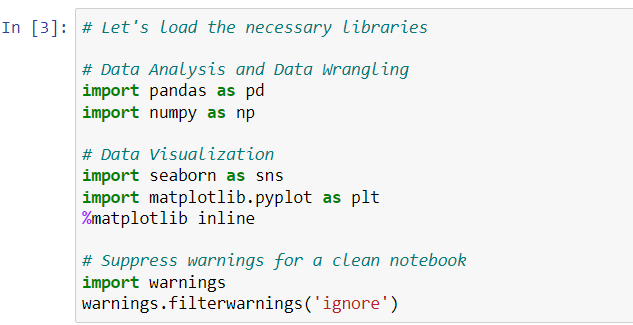 In [3]: # Let's load the necessary libraries
# Data Analysis and Data Wrangling
import pandas as pd
import numpy as np
# Data Visualization
import seaborn as sns
import matplotlib.pyplot as plt
%matplotlib inline
# Suppress warnings for a clean notebook
import warnings
warnings.filterwarnings('ignore')